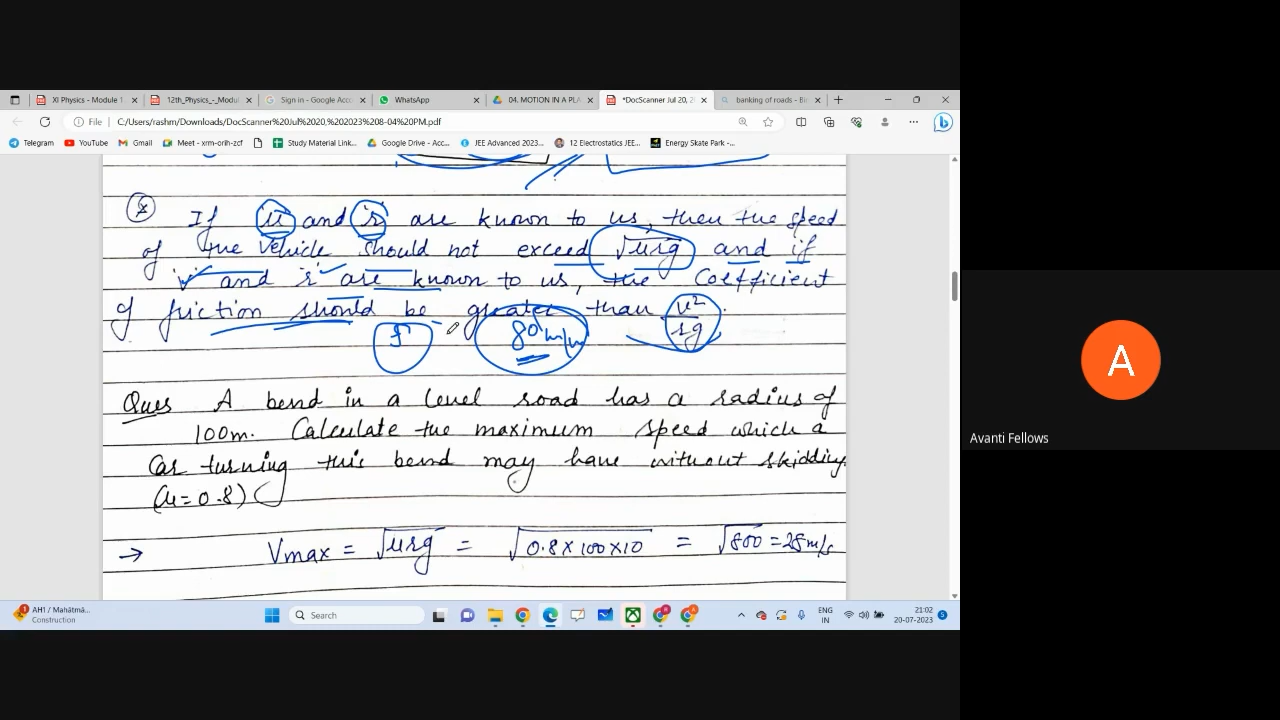 XI Physics - Module 1
12th_Physics_-_Modu
Sign in - Google Acco
WhatsApp
04. MOTION IN A PLA
*DocScanner Jul 20, 2
banking of roads - Bi
File
C:/Users/rashm/Downloads/DocScanner%20Jul%2020,%202023%208-04%20PM.pdf
Telegram
YouTube
Gmail
Meet - xrm-orih-zcf
Study Material Link...
Google Drive - Acc...
JEE Advanced 2023...
12 Electrostatics JEE...
Energy Skate Park -...
If μ and r are known to us, then the speed
of the vehicle should not exceed √μrg and if
v and r are known to us, the Coefficient
of friction should be greater than v²/rg.
80
Ques A bend in a level road has a radius of
100m. Calculate the maximum speed which a
Car turning this bend may have without skidding.
(μ=0.8)
→ Vmax = √μrg = √0.8×100×10 = √800 = 28m/s
A
Avanti Fellows
AH1 / Mahātmā...
Construction
Search
ENG
IN
21:02
20-07-2023